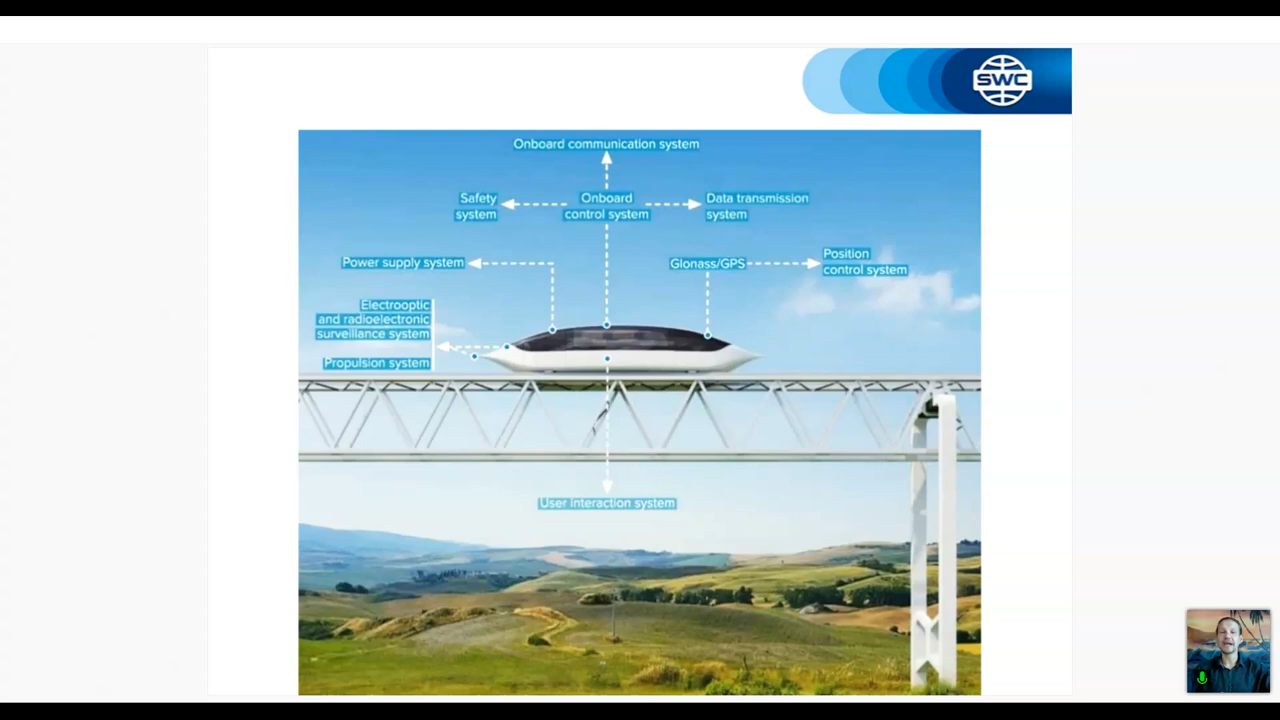 SWC
Onboard communication system
Safety
system
Onboard
control system
Data transmission
system
Power supply system
Glonass/GPS
Position
control system
Electrooptic
and radioelectronic
surveillance system
Propulsion system
User interaction system